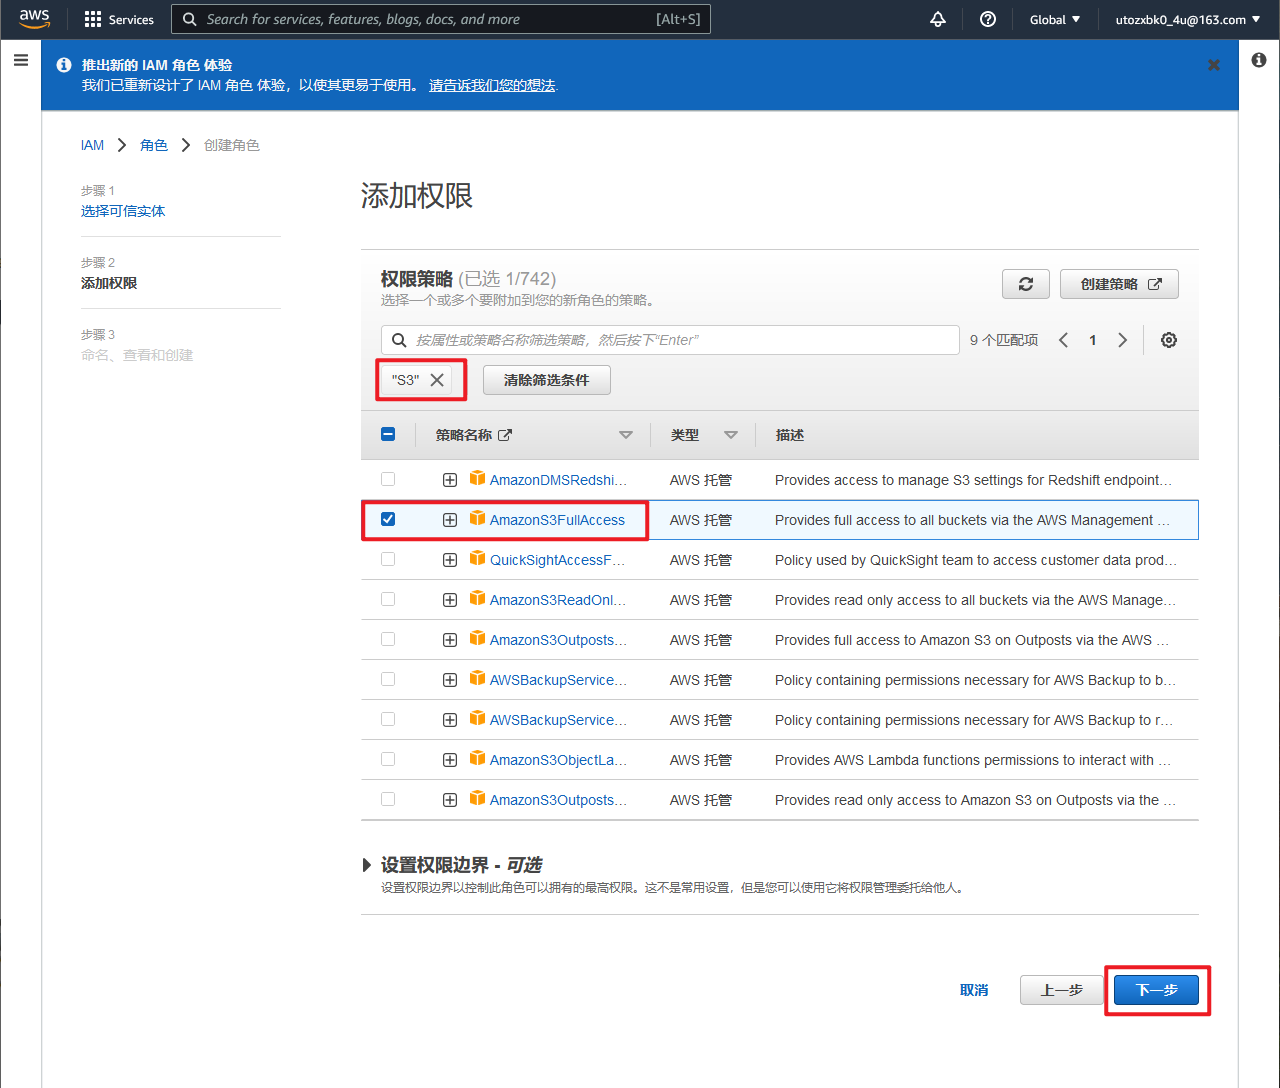 aws Services Search for services, features, blogs, docs, and more [Alt+S] Global utozxbk0_4u@163.com
推出新的 IAM 角色 体验
我们已重新设计了 IAM 角色 体验，以使其更易于使用。 请告诉我们您的想法.
IAM 角色 创建角色
步骤 1
选择可信实体
步骤 2
添加权限
步骤 3
命名、查看和创建
添加权限
权限策略 (已选 1/742)
选择一个或多个要附加到您的新角色的策略。
创建策略
按属性或策略名称筛选策略，然后按下“Enter”
9 个匹配项 1
"S3" 清除筛选条件
策略名称 类型 描述
AmazonDMSRedshi... AWS 托管 Provides access to manage S3 settings for Redshift endpoint...
AmazonS3FullAccess AWS 托管 Provides full access to all buckets via the AWS Management ...
QuickSightAccessF... AWS 托管 Policy used by QuickSight team to access customer data prod...
AmazonS3ReadOnl... AWS 托管 Provides read only access to all buckets via the AWS Manage...
AmazonS3Outposts... AWS 托管 Provides full access to Amazon S3 on Outposts via the AWS ...
AWSBackupService... AWS 托管 Policy containing permissions necessary for AWS Backup to b...
AWSBackupService... AWS 托管 Policy containing permissions necessary for AWS Backup to r...
AmazonS3ObjectLa... AWS 托管 Provides AWS Lambda functions permissions to interact with ...
AmazonS3Outposts... AWS 托管 Provides read only access to Amazon S3 on Outposts via the ...
设置权限边界 - 可选
设置权限边界以控制此角色可以拥有的最高权限。这不是常用设置，但是您可以使用它将权限管理委托给他人。
取消 上一步 下一步